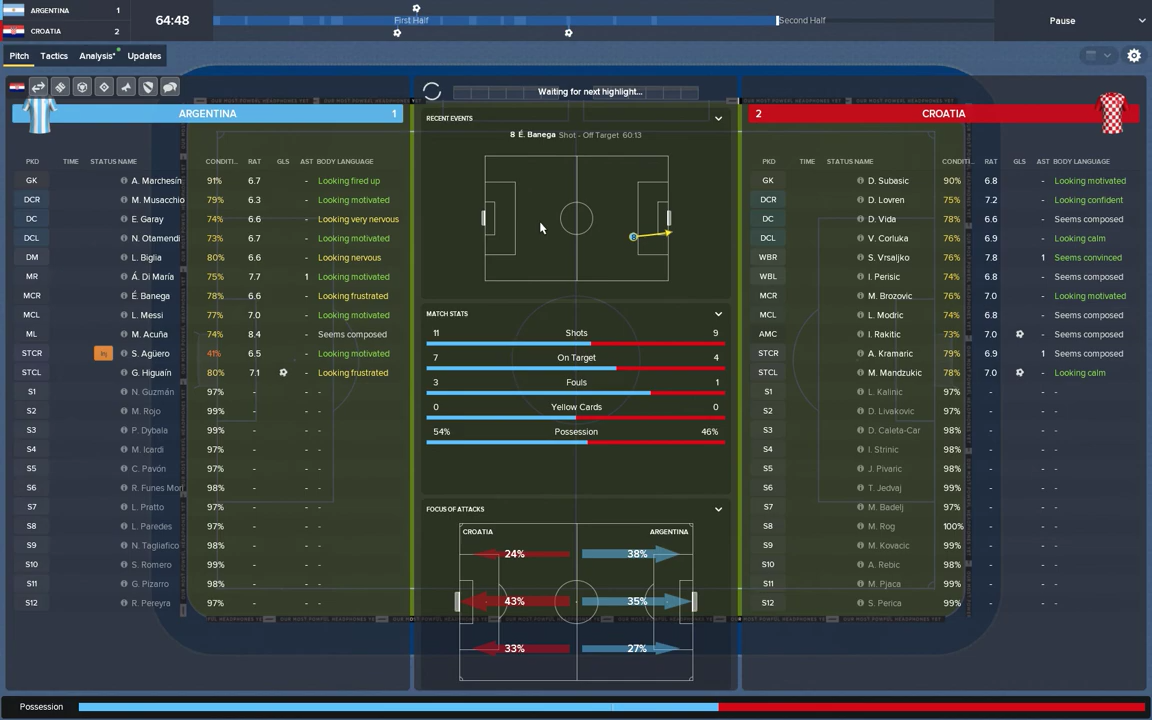 ARGENTINA 1
CROATIA 2
64:48
First Half
Second Half
Pause
Pitch Tactics Analysis* Updates
Waiting for next highlight...
ARGENTINA 1
PKD TIME STATUS NAME CONDITI... RAT GLS AST BODY LANGUAGE
GK A. Marchesín 91% 6.7 - Looking fired up
DCR M. Musacchio 79% 6.3 - Looking motivated
DC E. Garay 74% 6.6 - Looking very nervous
DCL N. Otamendi 73% 6.7 - Looking motivated
DM L. Biglia 80% 6.6 - Looking nervous
MR Á. Di María 75% 7.7 1 Looking motivated
MCR É. Banega 78% 6.6 - Looking frustrated
MCL L. Messi 77% 7.0 - Looking motivated
ML M. Acuña 74% 8.4 - Seems composed
STCR Inj S. Agüero 41% 6.5 - Looking motivated
STCL G. Higuaín 80% 7.1 - Looking frustrated
S1 N. Guzmán 97% - - -
S2 M. Rojo 99% - - -
S3 P. Dybala 99% - - -
S4 M. Icardi 97% - - -
S5 C. Pavón 97% - - -
S6 R. Funes Mori 98% - - -
S7 L. Pratto 97% - - -
S8 L. Paredes 97% - - -
S9 N. Tagliafico 98% - - -
S10 S. Romero 99% - - -
S11 G. Pizarro 98% - - -
S12 R. Pereyra 97% - - -
RECENT EVENTS
8 É. Banega Shot - Off Target 60:13
8
MATCH STATS
11 Shots 9
7 On Target 4
3 Fouls 1
0 Yellow Cards 0
54% Possession 46%
FOCUS OF ATTACKS
CROATIA ARGENTINA
24% 38%
43% 35%
33% 27%
2 CROATIA
PKD TIME STATUS NAME CONDITI... RAT GLS AST BODY LANGUAGE
GK D. Subasic 90% 6.8 - Looking motivated
DCR D. Lovren 75% 7.2 - Looking confident
DC D. Vida 78% 6.6 - Seems composed
DCL V. Corluka 76% 6.9 - Looking calm
WBR S. Vrsaljko 76% 7.8 1 Seems convinced
WBL I. Perisic 74% 6.8 - Seems composed
MCR M. Brozovic 76% 7.0 - Looking motivated
MCL L. Modric 74% 6.8 - Seems composed
AMC I. Rakitic 73% 7.0 - Seems composed
STCR A. Kramaric 79% 6.9 1 Seems composed
STCL M. Mandzukic 78% 7.0 - Looking calm
S1 L. Kalinic 97% - - -
S2 D. Livakovic 97% - - -
S3 D. Caleta-Car 98% - - -
S4 I. Strinic 98% - - -
S5 J. Pivaric 98% - - -
S6 T. Jedvaj 99% - - -
S7 M. Badelj 97% - - -
S8 M. Rog 100% - - -
S9 M. Kovacic 99% - - -
S10 A. Rebic 98% - - -
S11 M. Pjaca 99% - - -
S12 S. Perica 99% - - -
Possession